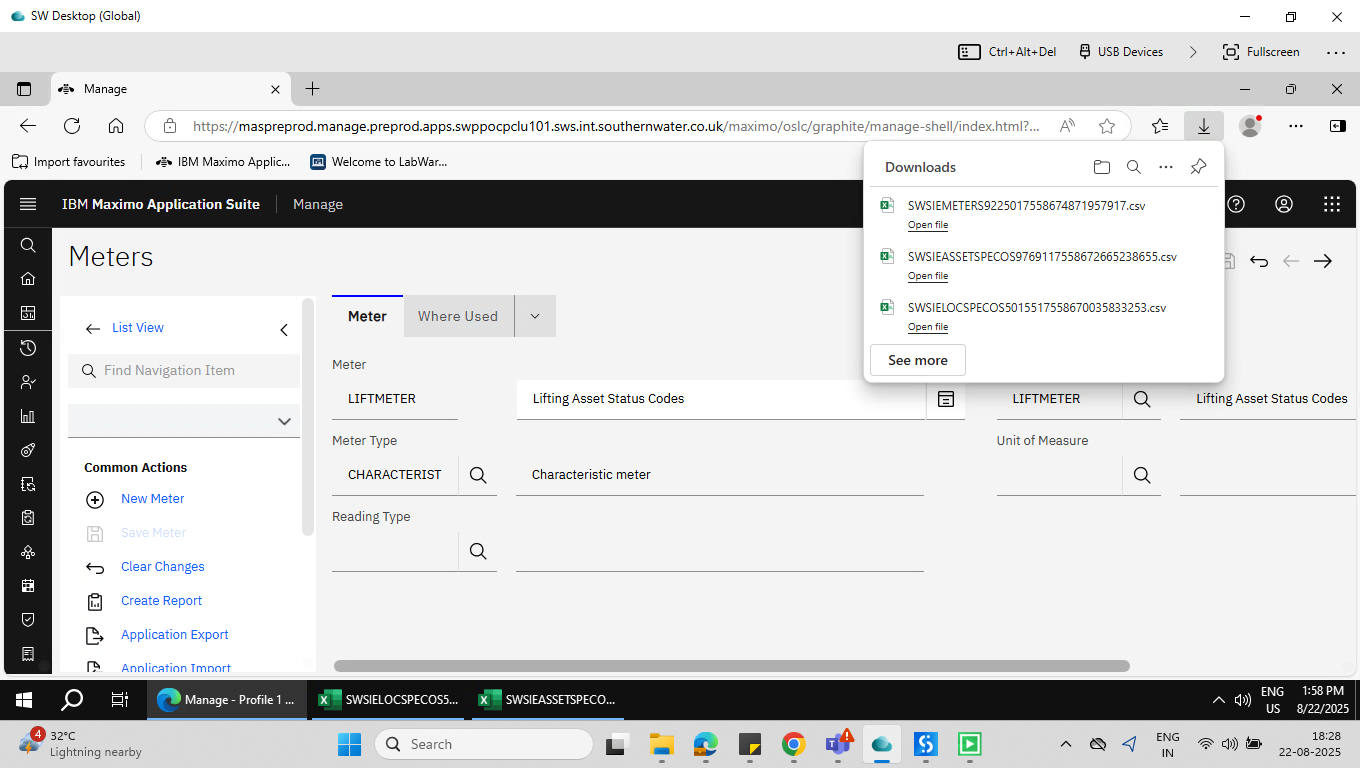 SW Desktop (Global)
Ctrl+Alt+Del
USB Devices
Fullscreen
Manage
https://maspreprod.manage.preprod.apps.swppocpclu101.sws.int.southernwater.co.uk/maximo/oslc/graphite/manage-shell/index.html?...
Import favourites
IBM Maximo Applic...
Welcome to LabWar...
Downloads
SWSIEMETERS9225017558674871957917.csv
Open file
SWSIEASSETSPECOS9769117558672665238655.csv
Open file
SWSIELOCSPECOS5015517558670035833253.csv
Open file
See more
IBM Maximo Application Suite
Manage
Meters
List View
Find Navigation Item
Common Actions
New Meter
Save Meter
Clear Changes
Create Report
Application Export
Application Import
Meter
Where Used
Meter
LIFTMETER
Lifting Asset Status Codes
LIFTMETER
Lifting Asset Status Codes
Meter Type
Unit of Measure
CHARACTERIST
Characteristic meter
Reading Type
Manage - Profile 1 ...
SWSIELOCSPECOS5...
SWSIEASSETSPECO...
ENG
US
1:58 PM
8/22/2025
4
32°C
Lightning nearby
Search
ENG
IN
18:28
22-08-2025